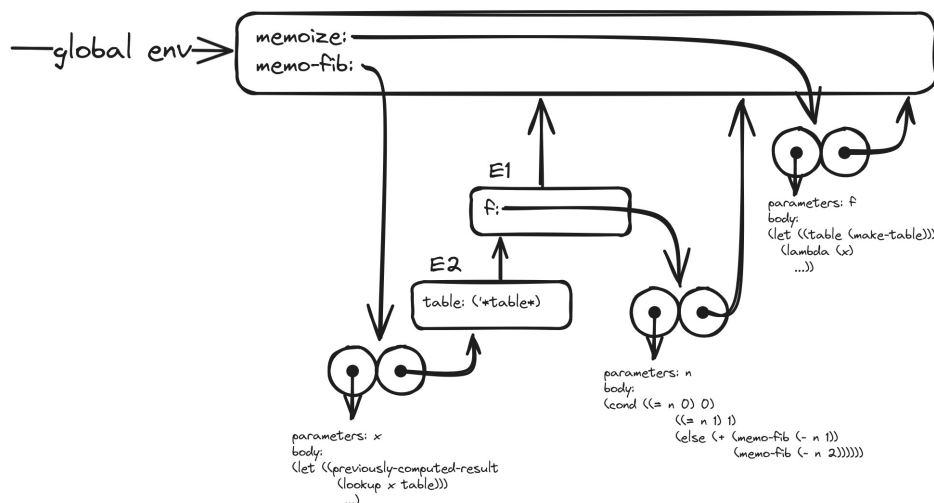 global env
memoize:
memo-fib:
E1
f:
E2
table: ('*table*)
parameters: f
body:
(let ((table (make-table)))
(lambda (x)
...))
parameters: n
body:
(cond ((= n 0) 0)
((= n 1) 1)
(else (+ (memo-fib (- n 1))
(memo-fib (- n 2))))))
parameters: x
body:
(let ((previously-computed-result
(lookup x table)))
...)